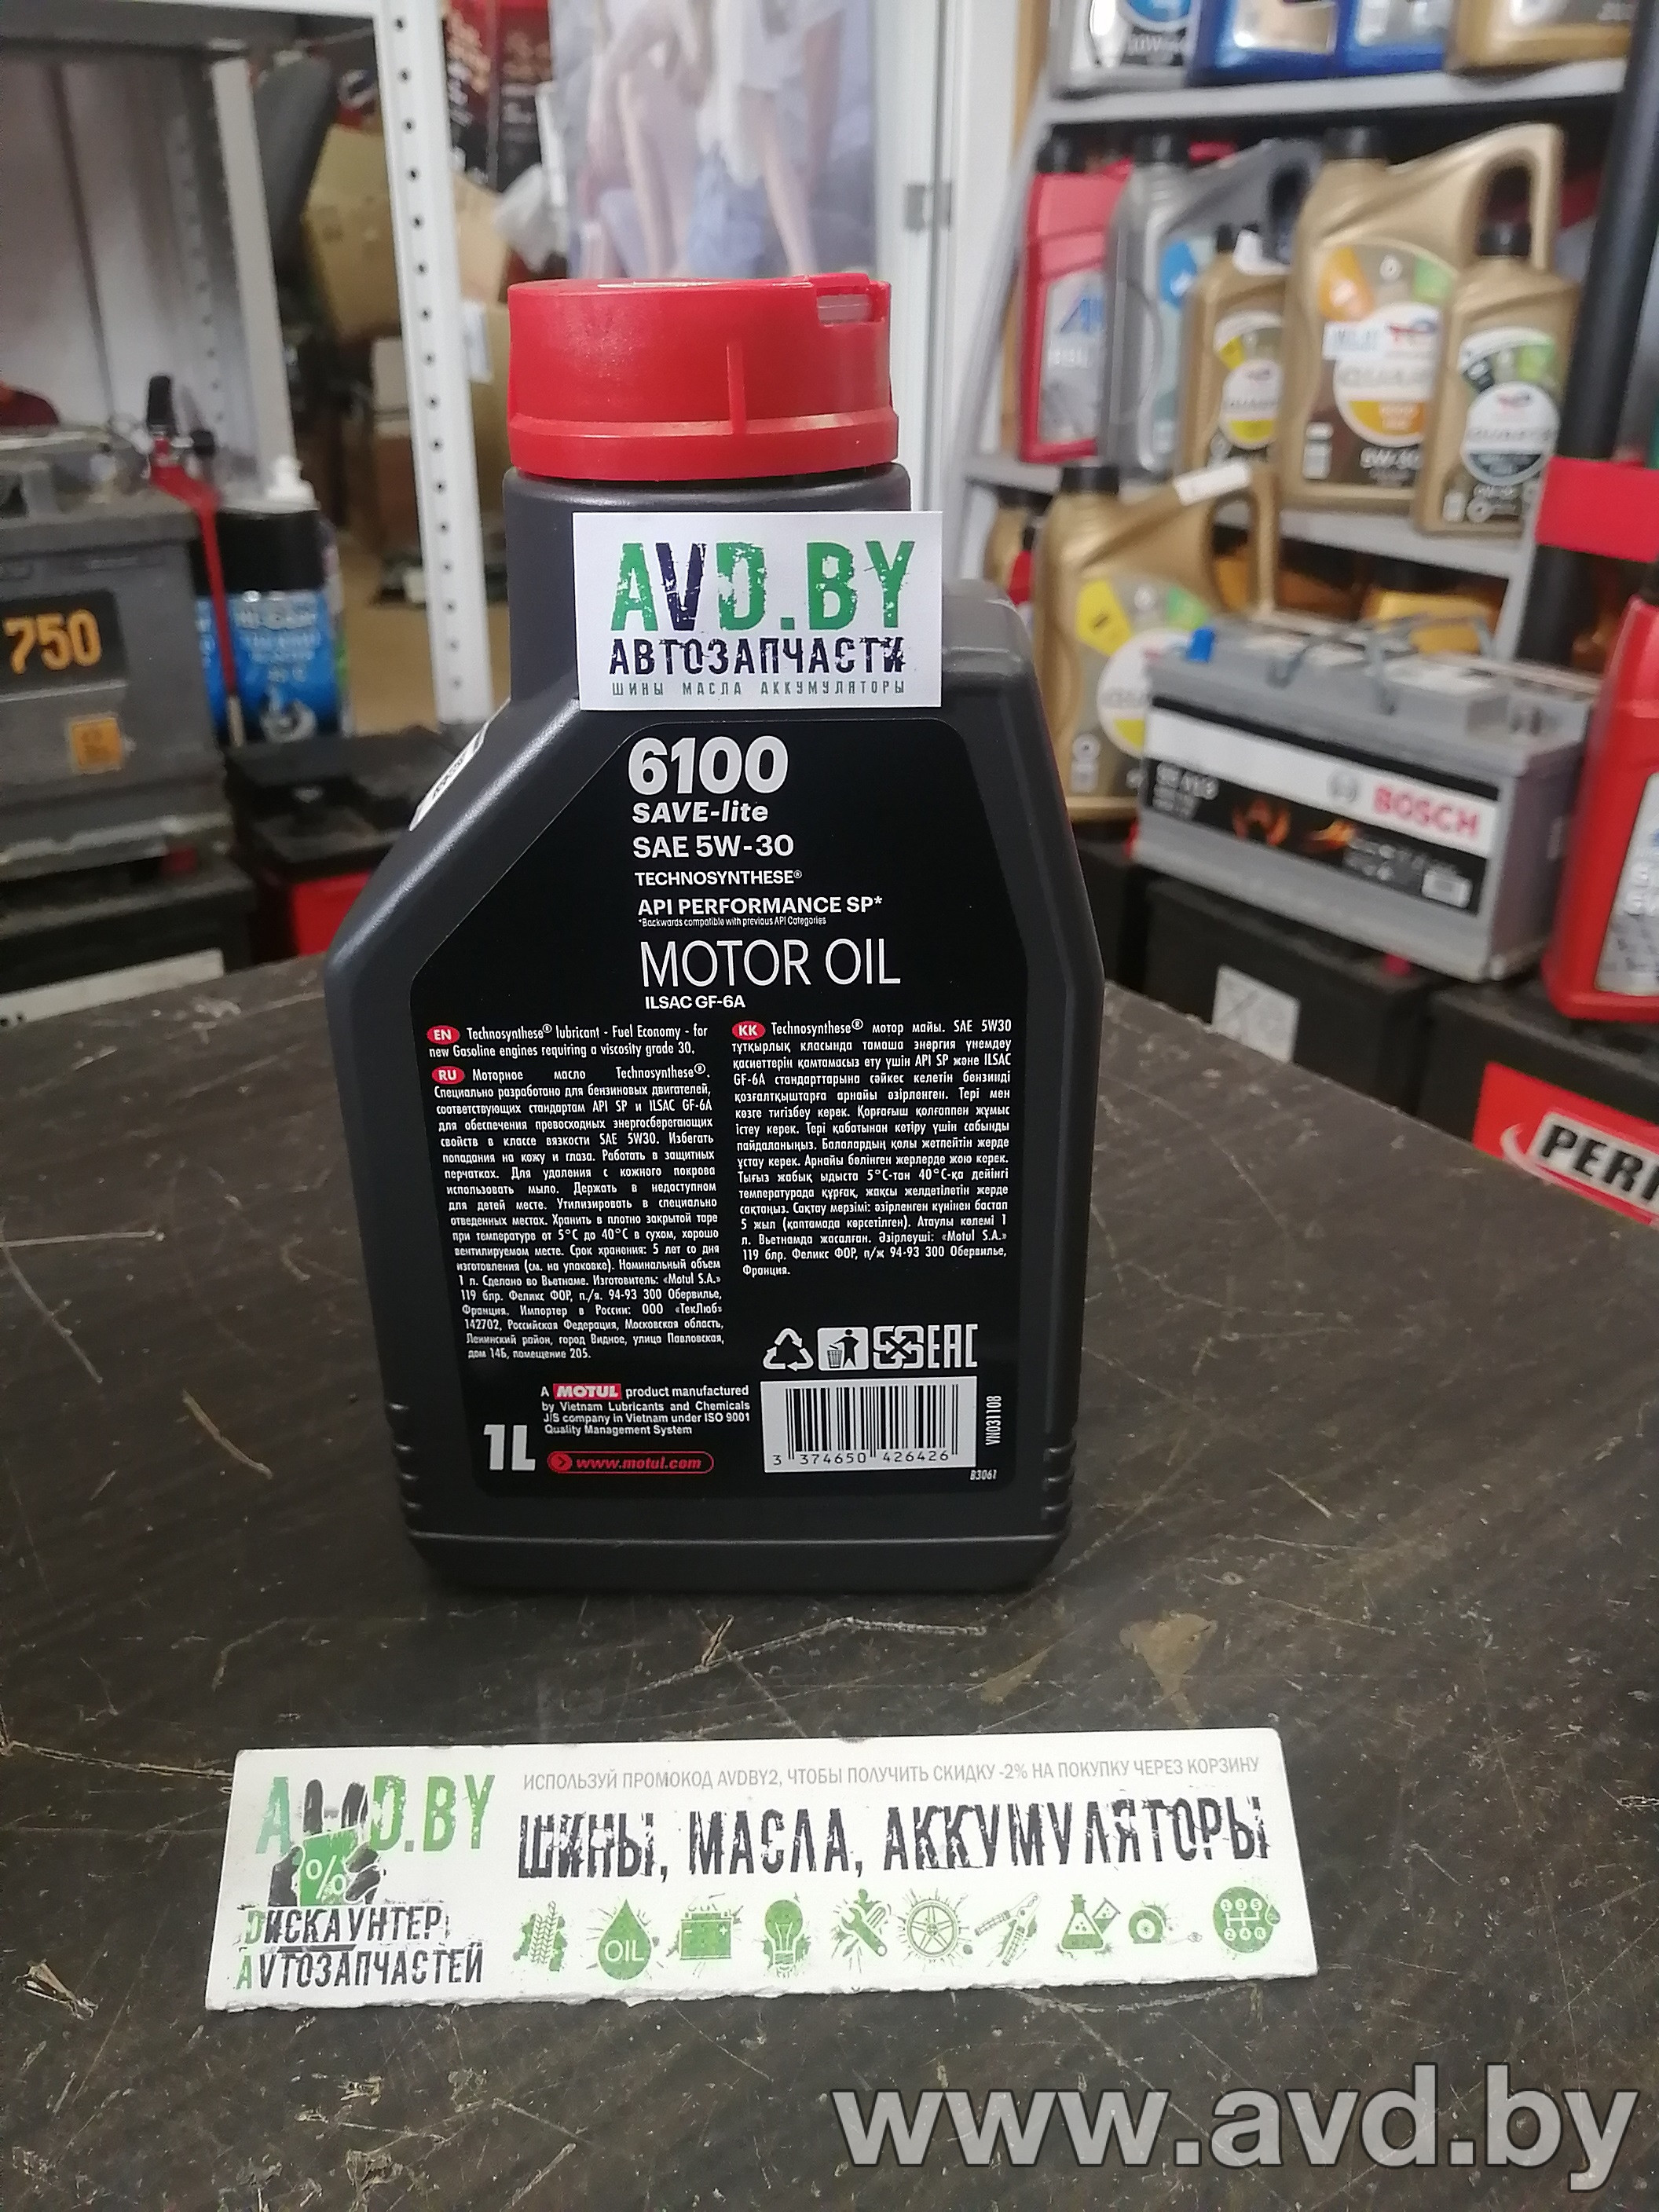 AVD.BY
АВТОЗАПЧАСТИ
ШИНЫ МАСЛА АККУМУЛЯТОРЫ
6100
SAVE-lite
SAE 5W-30
TECHNOSYNTHESE®
API PERFORMANCE SP*
*Backwards compatible with previous API Categories
MOTOR OIL
ILSAC GF-6A
EN Technosynthese® lubricant - Fuel Economy - for
new Gasoline engines requiring a viscosity grade 30.
RU Моторное масло Technosynthese®.
Специально разработано для бензиновых двигателей,
соответствующих стандартам API SP и ILSAC GF-6A
для обеспечения превосходных энергосберегающих
свойств в классе вязкости SAE 5W30. Избегать
попадания на кожу и глаза. Работать в защитных
перчатках. Для удаления с кожного покрова
использовать мыло. Держать в недоступном
для детей месте. Утилизировать в специально
отведенных местах. Хранить в плотно закрытой таре
при температуре от 5°C до 40°C в сухом, хорошо
вентилируемом месте. Срок хранения: 5 лет со дня
изготовления (см. на упаковке). Номинальный объем
1 л. Сделано во Вьетнаме. Изготовитель: «Motul S.A.»
119 блр. Феликс ФОР, п./я. 94-93 300 Обервилье,
Франция. Импортер в России: ООО «ТекЛюб»
142702, Российская Федерация, Московская область,
Ленинский район, город Видное, улица Павловская,
дом 14Б, помещение 205.
KK Technosynthese® мотор майы. SAE 5W30
тұтқырлық класында тамаша энергия үнемдеу
қасиеттерін қамтамасыз ету үшін API SP және ILSAC
GF-6A стандарттарына сәйкес келетін бензинді
қозғалтқыштарға арнайы әзірленген. Тері мен
көзге тигізбеу керек. Қорғағыш қолғаппен жұмыс
істеу керек. Тері қабатынан кетіру үшін сабынды
пайдаланыңыз. Балалардың қолы жетпейтін жерде
ұстау керек. Арнайы бөлінген жерлерде жою керек.
Тығыз жабық ыдыста 5°C-тан 40°C-қа дейінгі
температурада құрғақ, жақсы желдетілетін жерде
сақтаңыз. Сақтау мерзімі: әзірленген күнінен бастап
5 жыл (қаптамада көрсетілген). Атаулы көлемі 1
л. Вьетнамда жасалған. Әзірлеуші: «Motul S.A.»
119 блр. Феликс ФОР, п/ж 94-93 300 Обервилье,
Франция.
EAC
A MOTUL product manufactured
by Vietnam Lubricants and Chemicals
J/S company in Vietnam under ISO 9001
Quality Management System
1L
www.motul.com
3 374650 426426
VN031108
B3061
750
BOSCH
PERI
AVD.BY
%
DИСКАУНТЕР
АVТОЗАПЧАСТЕЙ
ИСПОЛЬЗУЙ ПРОМОКОД AVDBY2, ЧТОБЫ ПОЛУЧИТЬ СКИДКУ -2% НА ПОКУПКУ ЧЕРЕЗ КОРЗИНУ
ШИНЫ, МАСЛА, АККУМУЛЯТОРЫ
OIL
1 3 5
2 4 R
www.avd.by